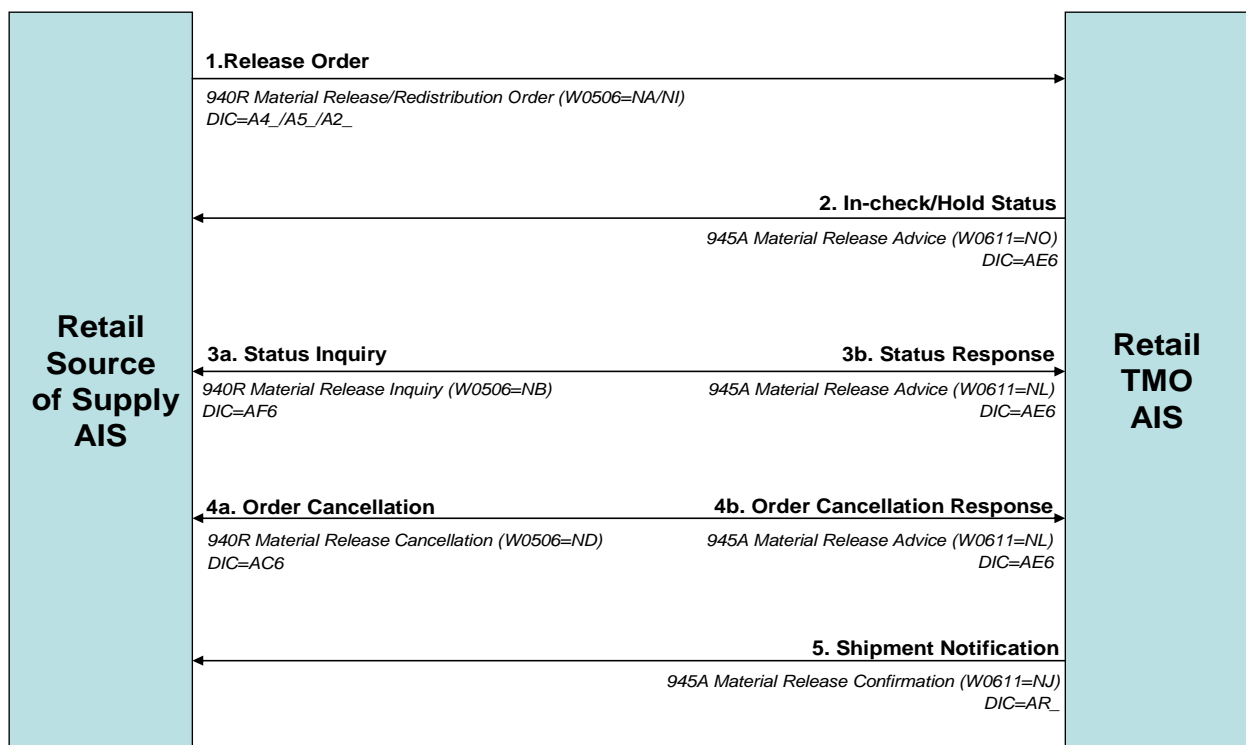 1.Release Order
940R Material Release/Redistribution Order (W0506=NA/NI)
DIC=A4_/A5_/A2_
2. In-check/Hold Status
945A Material Release Advice (W0611=NO)
DIC=AE6
Retail
Source
of Supply
AIS
3a. Status Inquiry
940R Material Release Inquiry (W0506=NB)
DIC=AF6
3b. Status Response
945A Material Release Advice (W0611=NL)
DIC=AE6
Retail
TMO
AIS
4a. Order Cancellation
940R Material Release Cancellation (W0506=ND)
DIC=AC6
4b. Order Cancellation Response
945A Material Release Advice (W0611=NL)
DIC=AE6
5. Shipment Notification
945A Material Release Confirmation (W0611=NJ)
DIC=AR_